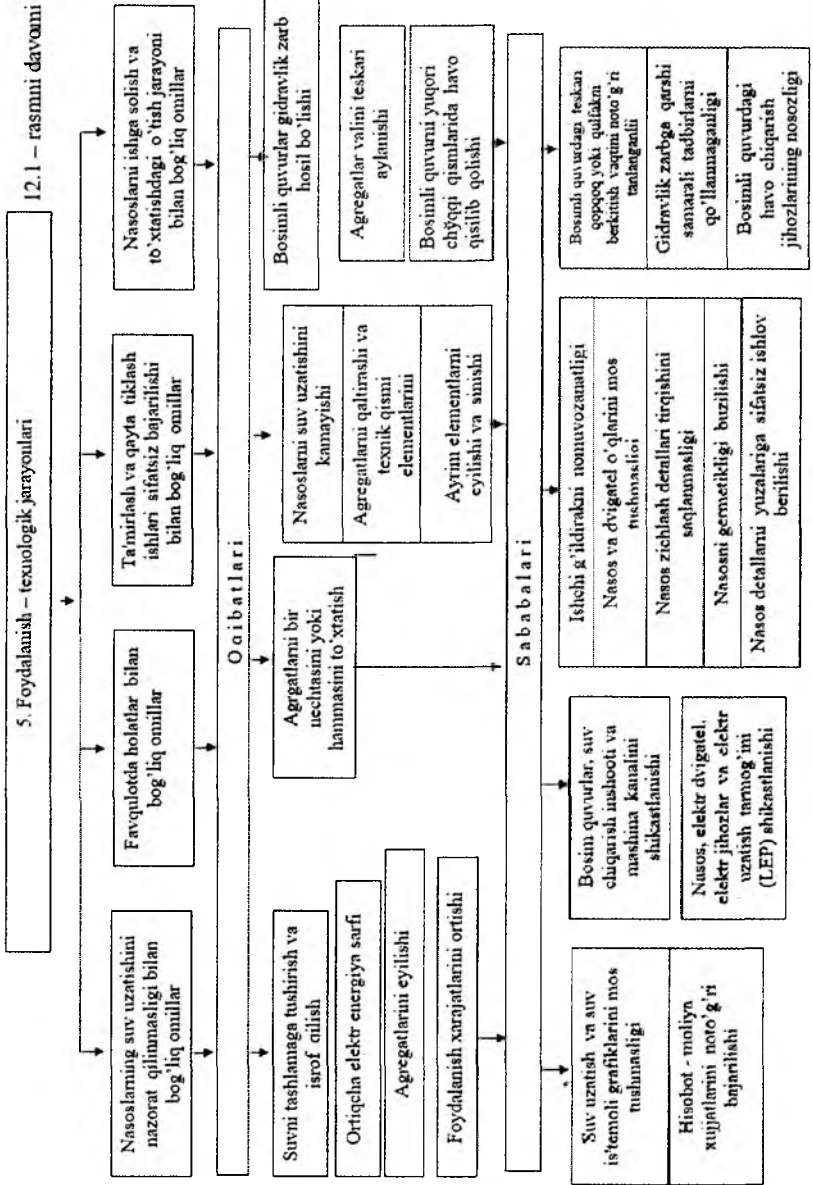 12.1 – rasmni davomi
5. Foydalanish – texnologik jarayonlari
Nasoslarning suv uzatishini
nazorat qilinmasligi bilan
bog'liq omillar
Favqulotda holatlar bilan
bog'liq omillar
Ta'mirlash va qayta tiklash
ishlari sifatsiz bajarilishi
bilan bog'liq omillar
Nasoslarni ishga solish va
to'xtatishdagi o'tish jarayoni
bilan bog'liq omillar
Oqibatlari
Suvni tashlamaga tushirish va
isrof qilish
Ortiqcha elektr energiya sarfi
Agregatlarini eyilishi
Foydalanish xarajatlarini ortishi
Agrgatlarni bir
nechtasini yoki
hammasini to'xtatish
Nasoslarni suv uzatishini
kamayishi
Agregatlarni qaltirashi va
texnik qismi
elementlarini
Ayrim elementlarni
eyilishi va sinishi
Bosimli quvurlar gidravlik zarb
hosil bo'lishi
Agregatlar valini teskari
aylanishi
Bosimli quvurni yuqori
chўqqi qismlarida havo
qisilib qolishi
Sababalari
Suv uzatish va suv
is'temoli grafiklarini mos
tushmasligi
Hisobot - moliya
xujjatlarini noto'g'ri
bajarilishi
Bosim quvurlar, suv
chiqarish inshooti va
mashina kanalini
shikastlanishi
Nasos, elektr dvigatel,
elektr jihozlar va elektr
uzatish tarmog'ini
(LEP) shikastlanishi
Ishchi g'ildirakni nomuvozanatligi
Nasos va dvigatel o'qlarini mos
tushmasligi
Nasos zichlash detallari tirqishini
saqlanmasligi
Nasosni germetikligi buzilishi
Nasos detallarni yuzalariga sifatsiz ishlov
berilishi
Bosimli quvurdagi teskari
qopqoq yoki qulfakni
berkitish vaqtini noto'g'ri
tanlanganlii
Gidravlik zarbga qarshi
samarali tadbirlarni
qo'llanmaganligi
Bosimli quvurdagi
havo chiqarish
jihozlarining nosozligi